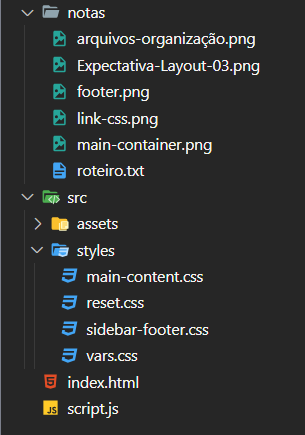 notas
arquivos-organização.png
Expectativa-Layout-03.png
footer.png
link-css.png
main-container.png
roteiro.txt
src
assets
styles
main-content.css
reset.css
sidebar-footer.css
vars.css
index.html
JS script.js